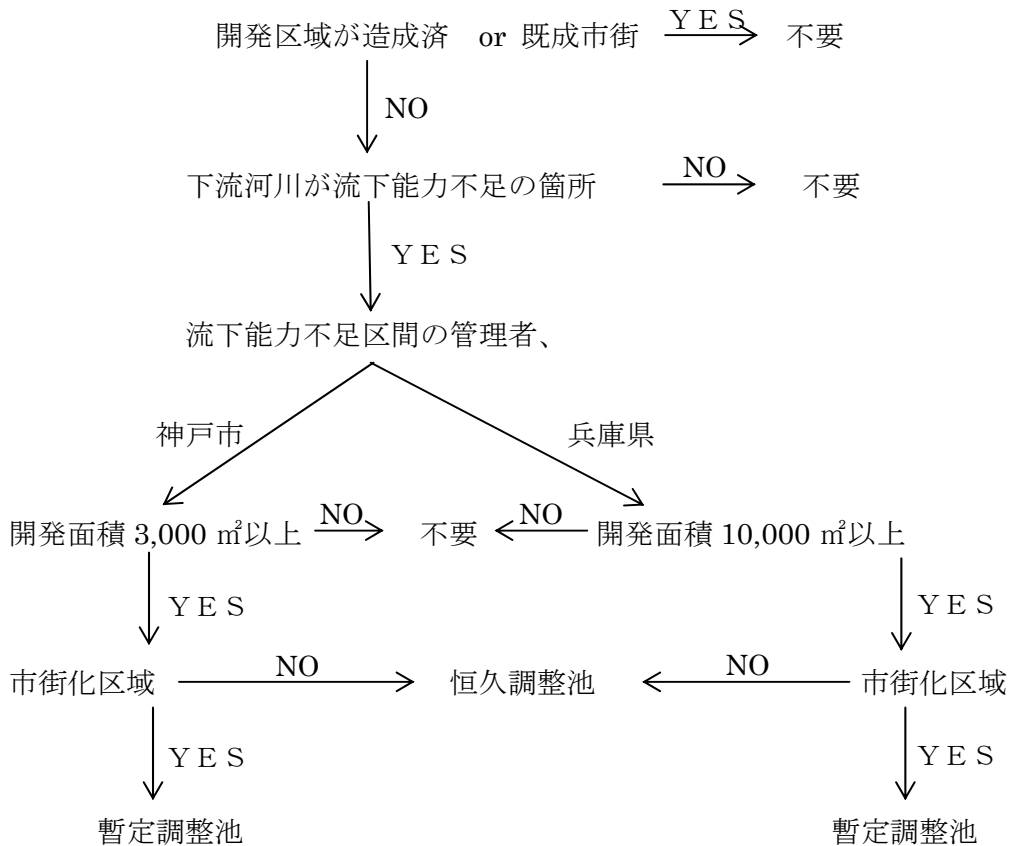 開発区域が造成済 or 既成市街 YES 不要
NO
下流河川が流下能力不足の箇所 NO 不要
YES
流下能力不足区間の管理者、
神戸市 兵庫県
開発面積 3,000 ㎡以上 NO 不要 NO 開発面積 10,000 ㎡以上
YES YES
市街化区域 NO 恒久調整池 NO 市街化区域
YES YES
暫定調整池 暫定調整池